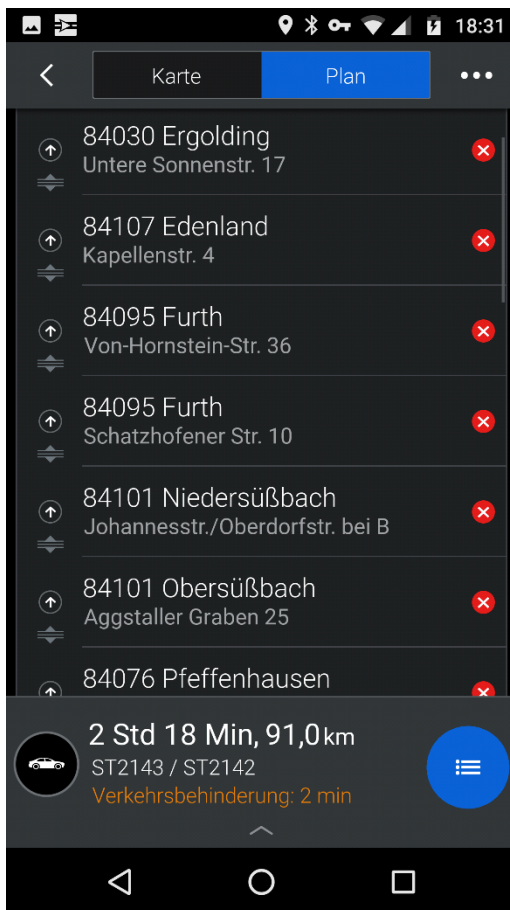 18:31
Karte
Plan
84030 Ergolding
Untere Sonnenstr. 17
84107 Edenland
Kapellenstr. 4
84095 Furth
Von-Hornstein-Str. 36
84095 Furth
Schatzhofener Str. 10
84101 Niedersüßbach
Johannesstr./Oberdorfstr. bei B
84101 Obersüßbach
Aggstaller Graben 25
84076 Pfeffenhausen
2 Std 18 Min, 91,0 km
ST2143 / ST2142
Verkehrsbehinderung: 2 min